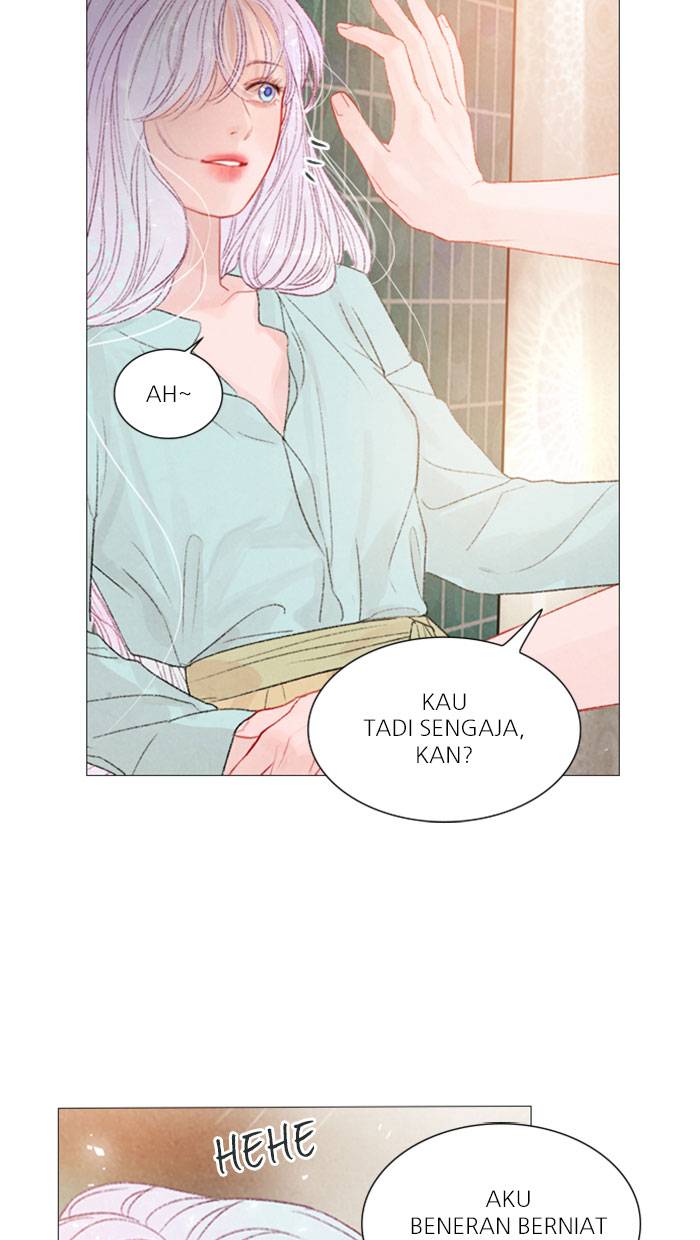 AH~
KAU
TADI SENGAJA,
KAN?
HEHE
AKU
BENERAN BERNIAT